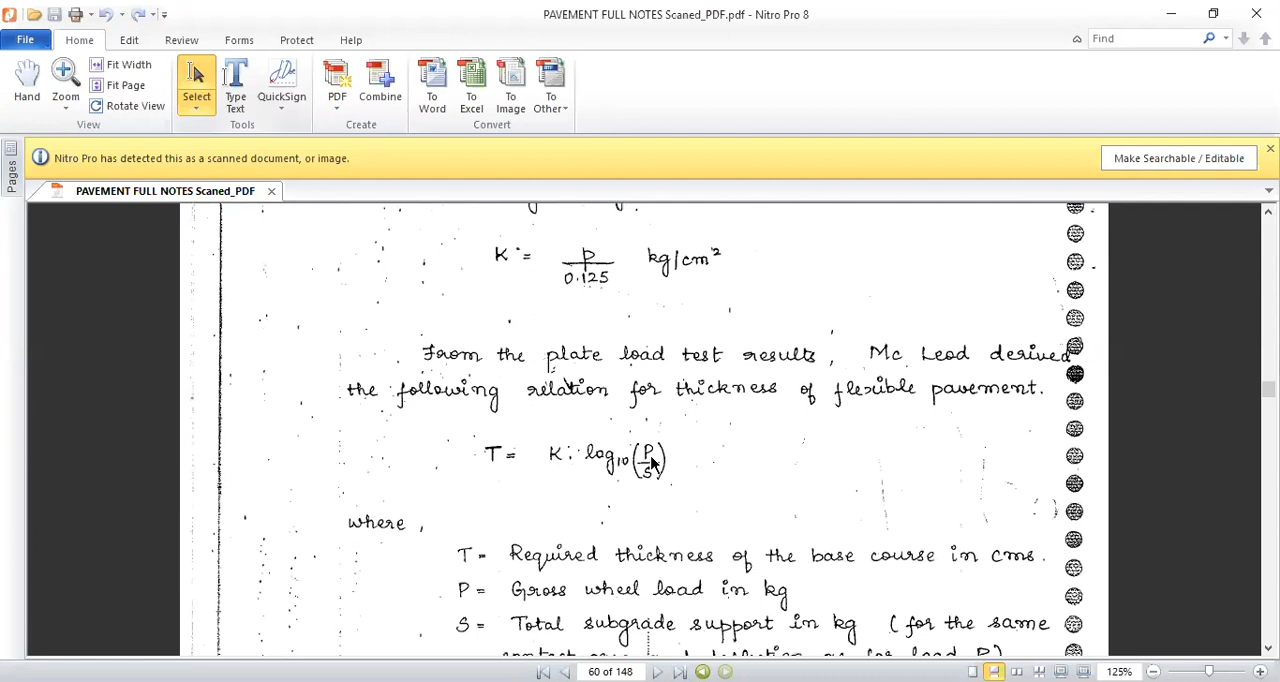 PAVEMENT FULL NOTES Scaned_PDF.pdf - Nitro Pro 8
File Home Edit Review Forms Protect Help Find
Hand Zoom Fit Width Fit Page Rotate View Select Type Text QuickSign PDF Combine To Word To Excel To Image To Other
View Tools Create Convert
Nitro Pro has detected this as a scanned document, or image. Make Searchable / Editable
Pages
PAVEMENT FULL NOTES Scaned_PDF
K = P/0.125 kg/cm²
From the plate load test results, Mc Leod derived
the following relation for thickness of flexible pavement.
T = K . log₁₀ (P/S)
where,
T = Required thickness of the base course in cms.
P = Gross wheel load in kg
S = Total subgrade support in kg (for the same
60 of 148 125%